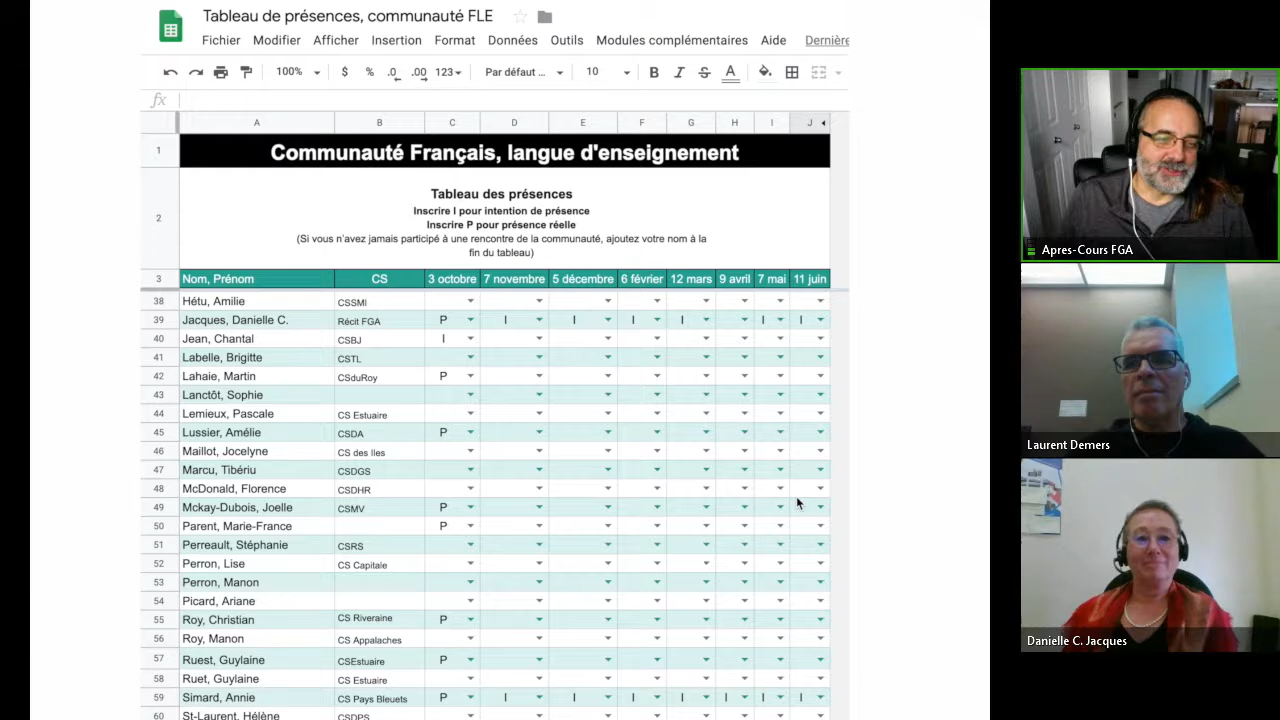 Tableau de présences, communauté FLE
Fichier Modifier Afficher Insertion Format Données Outils Modules complémentaires Aide Dernière
100% $ % .0 .00 123 Par défaut ... 10 B I S A
fx
A B C D E F G H I J
1 Communauté Français, langue d'enseignement
2 Tableau des présences
Inscrire I pour intention de présence
Inscrire P pour présence réelle
(Si vous n'avez jamais participé à une rencontre de la communauté, ajoutez votre nom à la
fin du tableau)
3 Nom, Prénom CS 3 octobre 7 novembre 5 décembre 6 février 12 mars 9 avril 7 mai 11 juin
38 Hétu, Amilie CSSMI
39 Jacques, Danielle C. Récit FGA P I I I I I I
40 Jean, Chantal CSBJ I
41 Labelle, Brigitte CSTL
42 Lahaie, Martin CSduRoy P
43 Lanctôt, Sophie
44 Lemieux, Pascale CS Estuaire
45 Lussier, Amélie CSDA P
46 Maillot, Jocelyne CS des Iles
47 Marcu, Tibériu CSDGS
48 McDonald, Florence CSDHR
49 Mckay-Dubois, Joelle CSMV P
50 Parent, Marie-France P
51 Perreault, Stéphanie CSRS
52 Perron, Lise CS Capitale
53 Perron, Manon
54 Picard, Ariane
55 Roy, Christian CS Riveraine P
56 Roy, Manon CS Appalaches
57 Ruest, Guylaine CSEstuaire P
58 Ruet, Guylaine CS Estuaire
59 Simard, Annie CS Pays Bleuets P I I I I I I I
60 St-Laurent, Hélène CSDPS
Apres-Cours FGA
Laurent Demers
Danielle C. Jacques